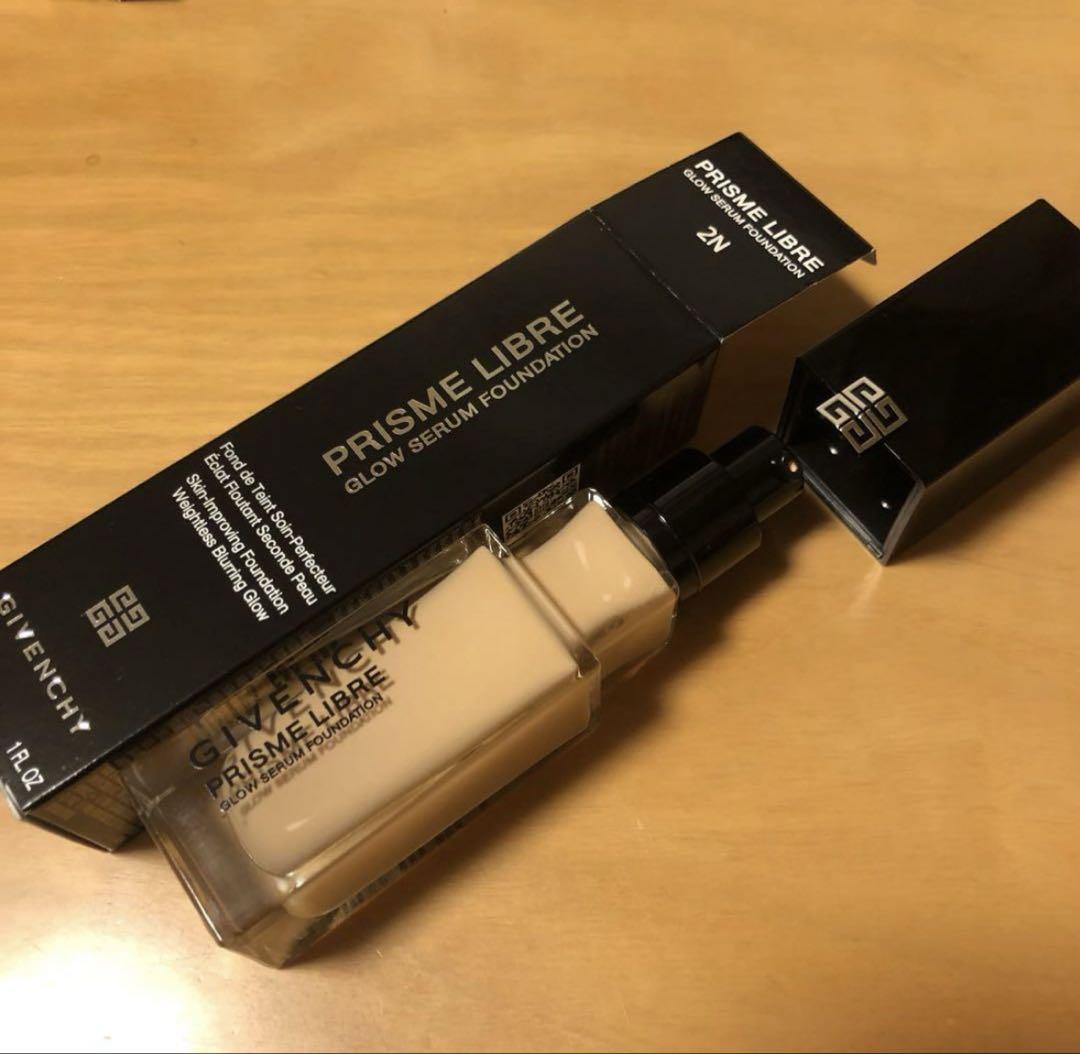 PRISME LIBRE
GLOW SERUM FOUNDATION
2N
PRISME LIBRE
GLOW SERUM FOUNDATION
Fond de Teint Soin-Perfecteur
Éclat Floutant Seconde Peau
Skin-Improving Foundation
Weightless Blurring Glow
GIVENCHY
1 FL OZ
GIVENCHY
PRISME LIBRE
GLOW SERUM FOUNDATION